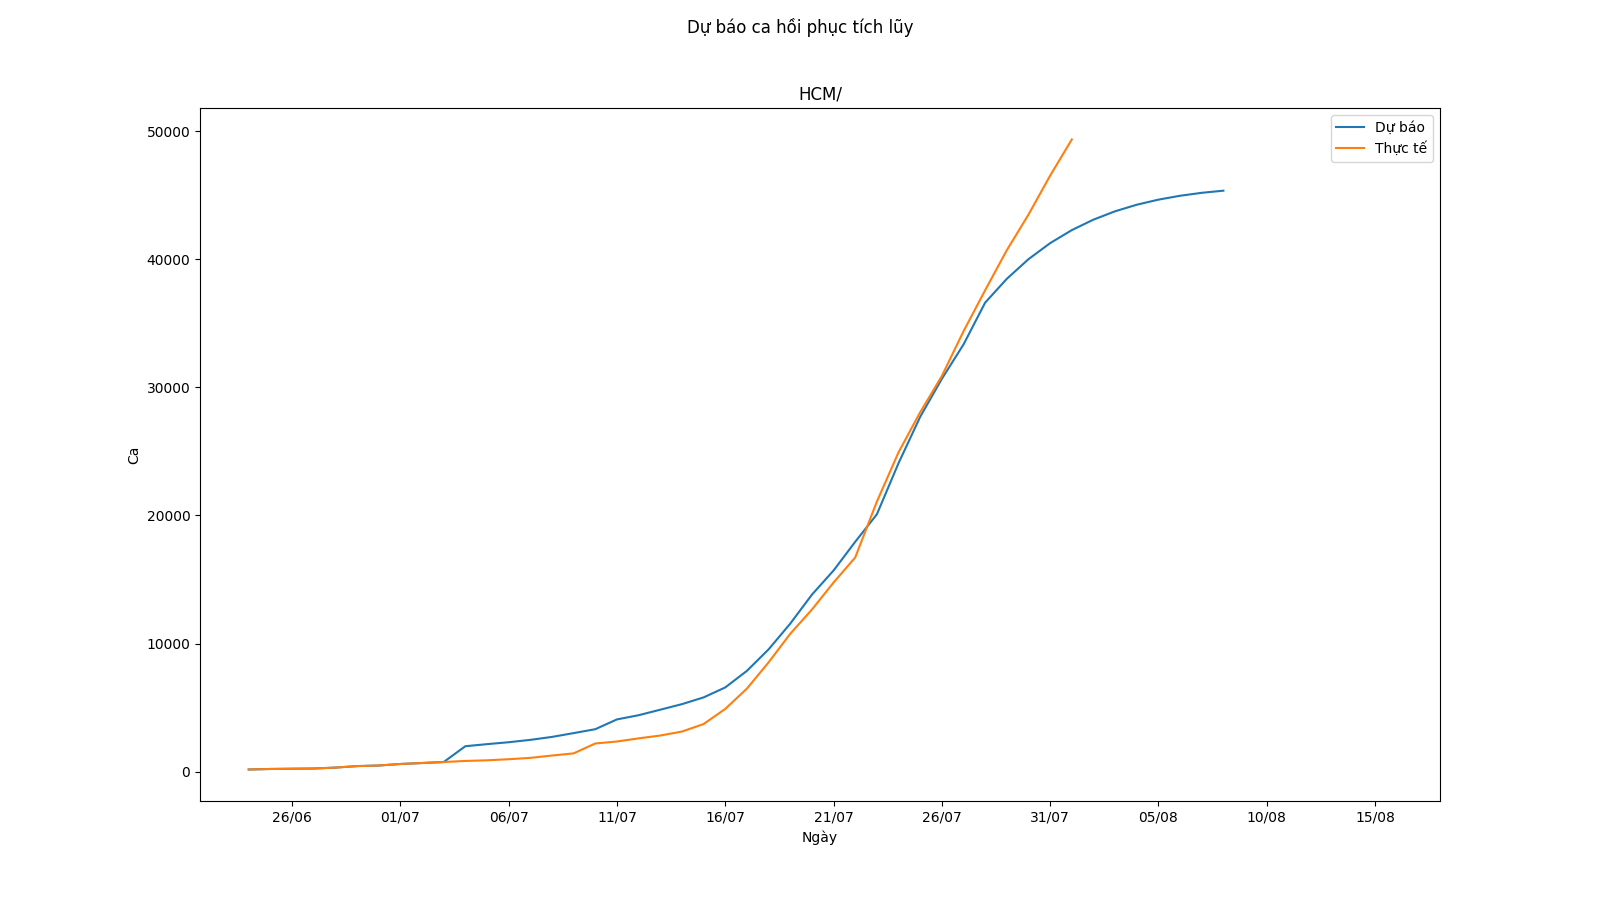 Dự báo ca hồi phục tích lũy
HCM/
Dự báo
Thực tế
50000
40000
30000
20000
10000
0
Ca
26/06 01/07 06/07 11/07 16/07 21/07 26/07 31/07 05/08 10/08 15/08
Ngày